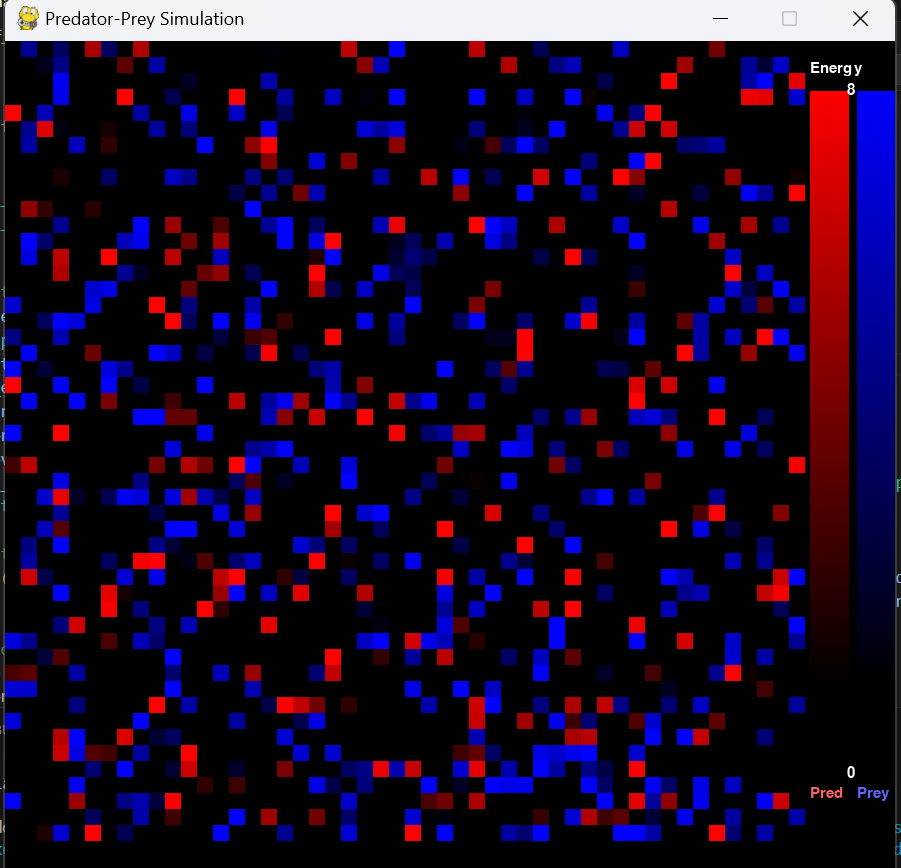 Predator-Prey Simulation
Energy
8
0
Pred Prey